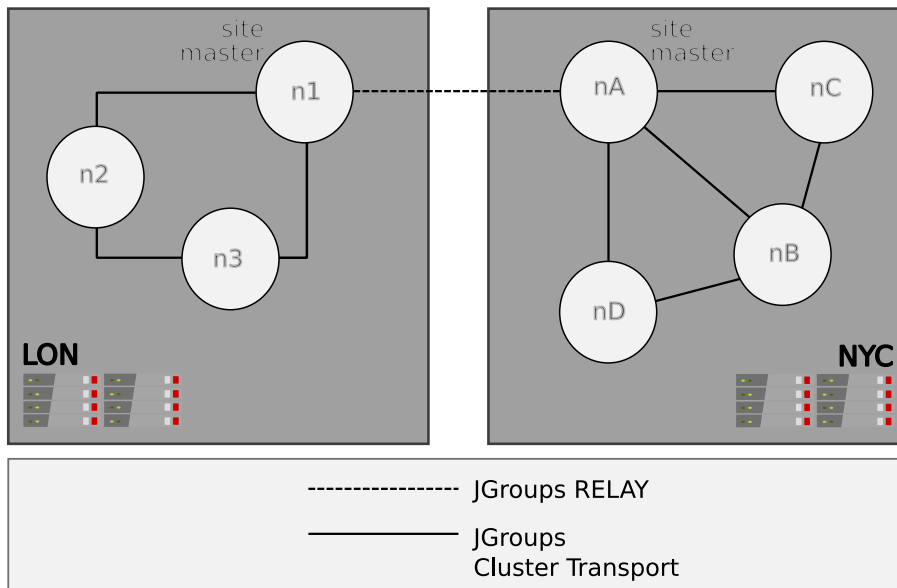 site
master
n1
n2
n3
LON
site
master
nA
nC
nB
nD
NYC
JGroups RELAY
JGroups
Cluster Transport